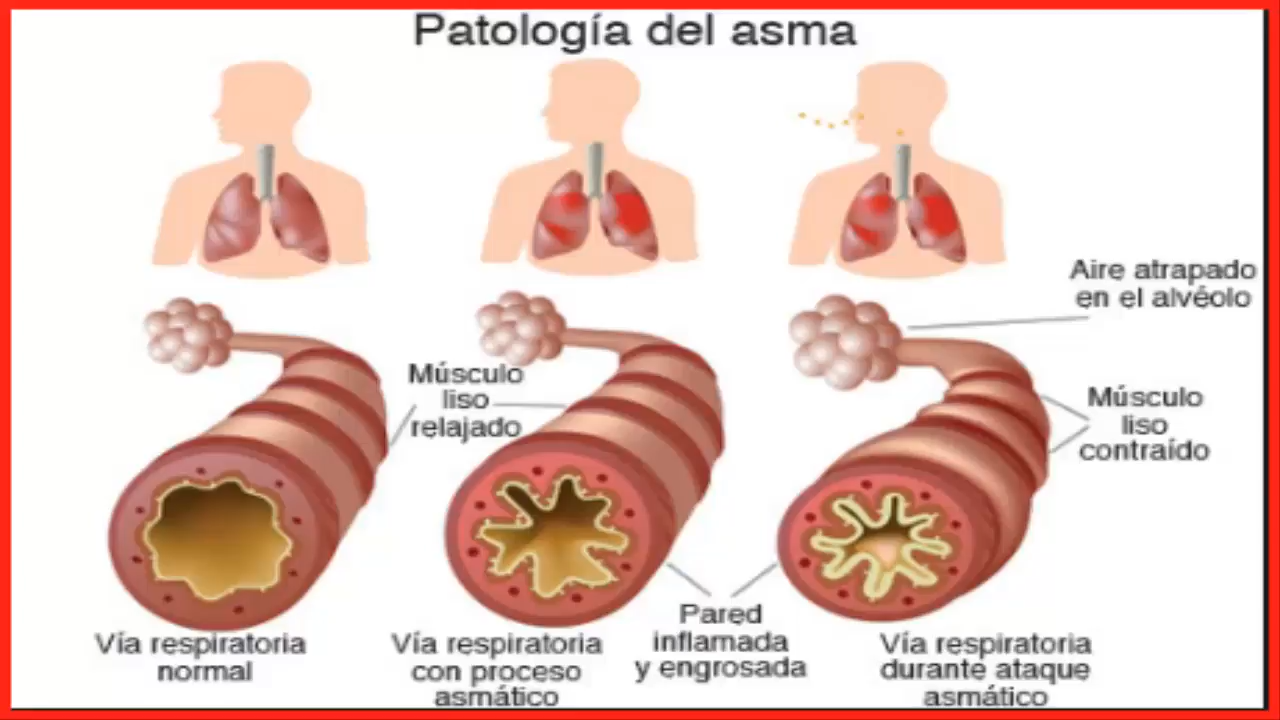 Patología del asma
Aire atrapado
en el alvéolo
Músculo
liso
relajado
Músculo
liso
contraído
Pared
inflamada
y engrosada
Vía respiratoria
normal
Vía respiratoria
con proceso
asmático
Vía respiratoria
durante ataque
asmático